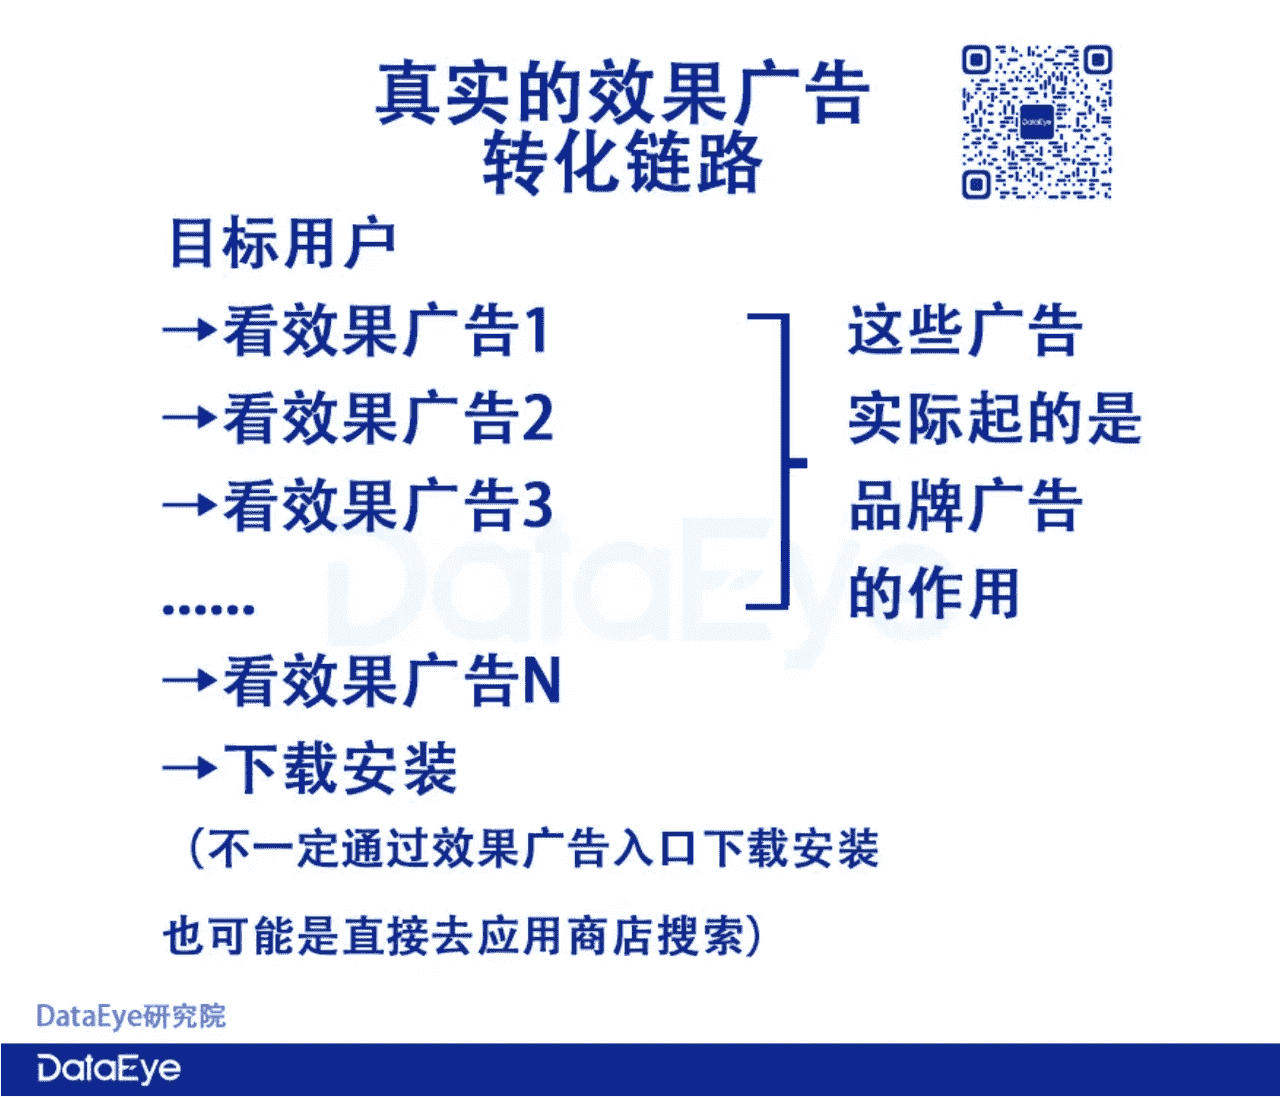 真实的效果广告
转化链路
DataEye
目标用户
→看效果广告1
→看效果广告2
→看效果广告3
......
→看效果广告N
→下载安装
（不一定通过效果广告入口下载安装
也可能是直接去应用商店搜索）
这些广告
实际起的是
品牌广告
的作用
DataEye
DataEye研究院
DataEye